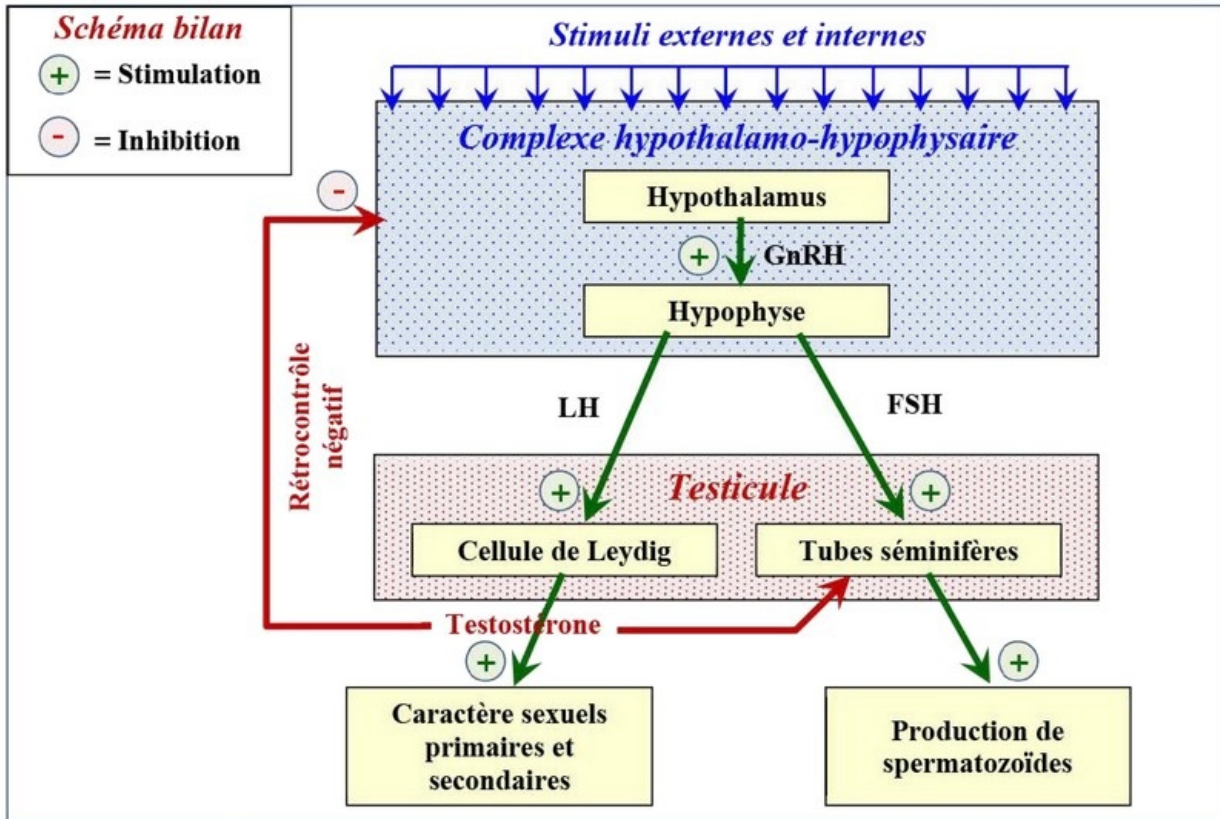 Schéma bilan
+ = Stimulation
- = Inhibition
Stimuli externes et internes
Complexe hypothalamo-hypophysaire
-
Hypothalamus
+ GnRH
Hypophyse
Rétrocontrôle
négatif
LH
FSH
+
Testicule
+
Cellule de Leydig
Tubes séminifères
Testostérone
+
+
Caractère sexuels
primaires et
secondaires
Production de
spermatozoïdes